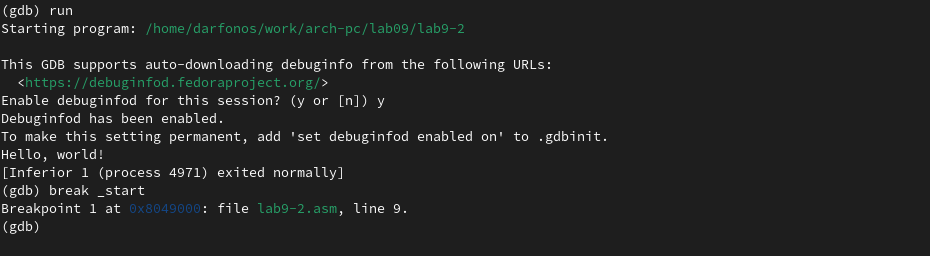 (gdb) run
Starting program: /home/darfonos/work/arch-pc/lab09/lab9-2
This GDB supports auto-downloading debuginfo from the following URLs:
<https://debuginfod.fedoraproject.org/>
Enable debuginfod for this session? (y or [n]) y
Debuginfod has been enabled.
To make this setting permanent, add 'set debuginfod enabled on' to .gdbinit.
Hello, world!
[Inferior 1 (process 4971) exited normally]
(gdb) break _start
Breakpoint 1 at 0x8049000: file lab9-2.asm, line 9.
(gdb)